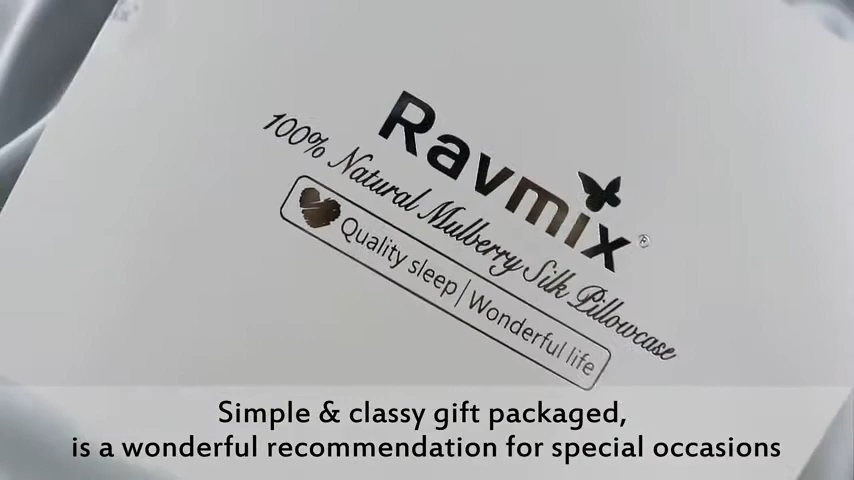 Ravmix®
100% Natural Mulberry Silk Pillowcase
Quality sleep | Wonderful life
Simple & classy gift packaged,
is a wonderful recommendation for special occasions